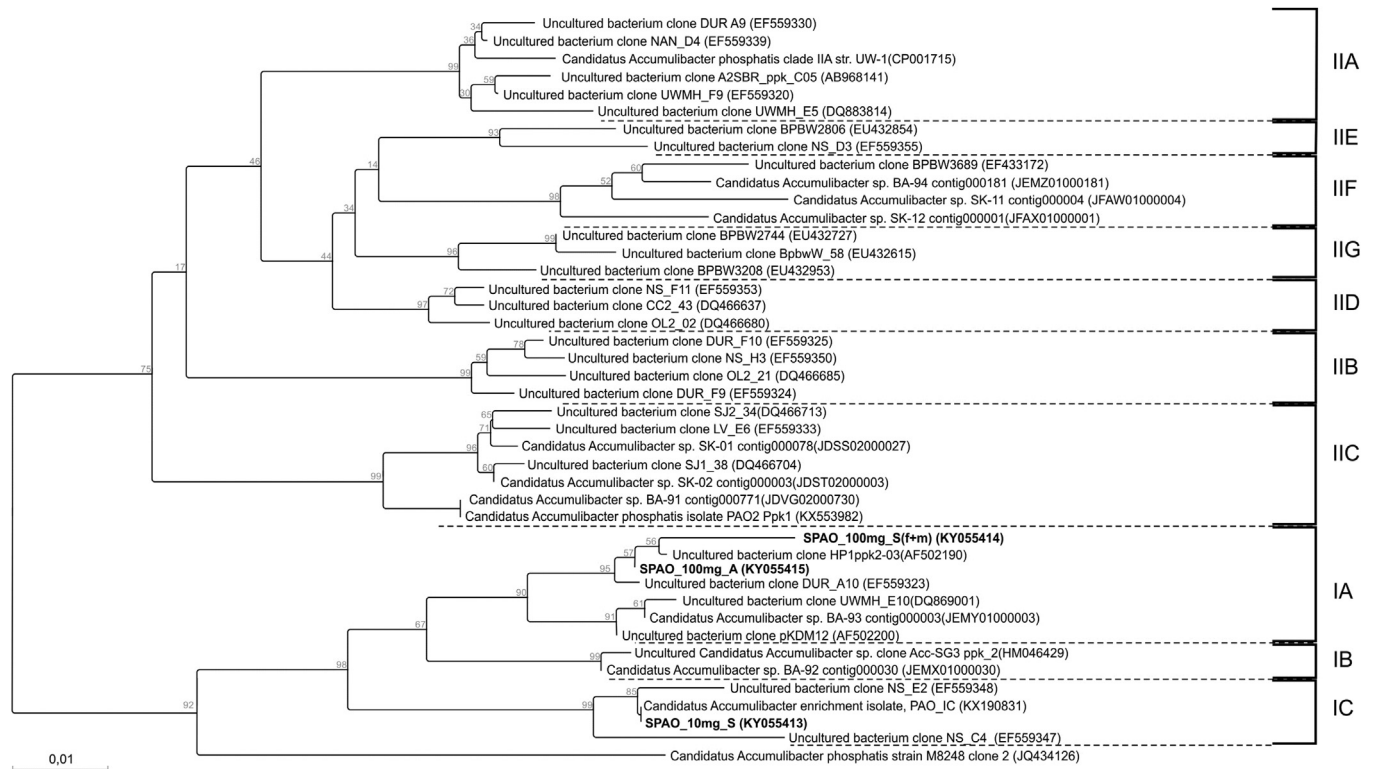 34
Uncultured bacterium clone DUR A9 (EF559330)
36
Uncultured bacterium clone NAN_D4 (EF559339)
Candidatus Accumulibacter phosphatis clade IIA str. UW-1(CP001715)
IIA
99
59
Uncultured bacterium clone A2SBR_ppk_C05 (AB968141)
30
Uncultured bacterium clone UWMH_F9 (EF559320)
Uncultured bacterium clone UWMH_E5 (DQ883814)
93
Uncultured bacterium clone BPBW2806 (EU432854)
IIE
Uncultured bacterium clone NS_D3 (EF559355)
46
14
60
Uncultured bacterium clone BPBW3689 (EF433172)
52
Candidatus Accumulibacter sp. BA-94 contig000181 (JEMZ01000181)
IIF
98
Candidatus Accumulibacter sp. SK-11 contig000004 (JFAW01000004)
34
Candidatus Accumulibacter sp. SK-12 contig000001(JFAX01000001)
99
Uncultured bacterium clone BPBW2744 (EU432727)
96
Uncultured bacterium clone BpbwW_58 (EU432615)
IIG
44
17
Uncultured bacterium clone BPBW3208 (EU432953)
72
Uncultured bacterium clone NS_F11 (EF559353)
97
Uncultured bacterium clone CC2_43 (DQ466637)
IID
Uncultured bacterium clone OL2_02 (DQ466680)
78
Uncultured bacterium clone DUR_F10 (EF559325)
59
Uncultured bacterium clone NS_H3 (EF559350)
IIB
75
99
Uncultured bacterium clone OL2_21 (DQ466685)
Uncultured bacterium clone DUR_F9 (EF559324)
65
Uncultured bacterium clone SJ2_34(DQ466713)
71
Uncultured bacterium clone LV_E6 (EF559333)
96
Candidatus Accumulibacter sp. SK-01 contig000078(JDSS02000027)
IIC
60
Uncultured bacterium clone SJ1_38 (DQ466704)
99
Candidatus Accumulibacter sp. SK-02 contig000003(JDST02000003)
Candidatus Accumulibacter sp. BA-91 contig000771(JDVG02000730)
Candidatus Accumulibacter phosphatis isolate PAO2 Ppk1 (KX553982)
56
SPAO_100mg_S(f+m) (KY055414)
57
Uncultured bacterium clone HP1ppk2-03(AF502190)
95
SPAO_100mg_A (KY055415)
Uncultured bacterium clone DUR_A10 (EF559323)
IA
90
61
Uncultured bacterium clone UWMH_E10(DQ869001)
91
Candidatus Accumulibacter sp. BA-93 contig000003(JEMY01000003)
67
Uncultured bacterium clone pKDM12 (AF502200)
99
Uncultured Candidatus Accumulibacter sp. clone Acc-SG3 ppk_2(HM046429)
IB
98
Candidatus Accumulibacter sp. BA-92 contig000030 (JEMX01000030)
85
Uncultured bacterium clone NS_E2 (EF559348)
92
99
Candidatus Accumulibacter enrichment isolate, PAO_IC (KX190831)
IC
SPAO_10mg_S (KY055413)
Uncultured bacterium clone NS_C4 (EF559347)
0,01
Candidatus Accumulibacter phosphatis strain M8248 clone 2 (JQ434126)